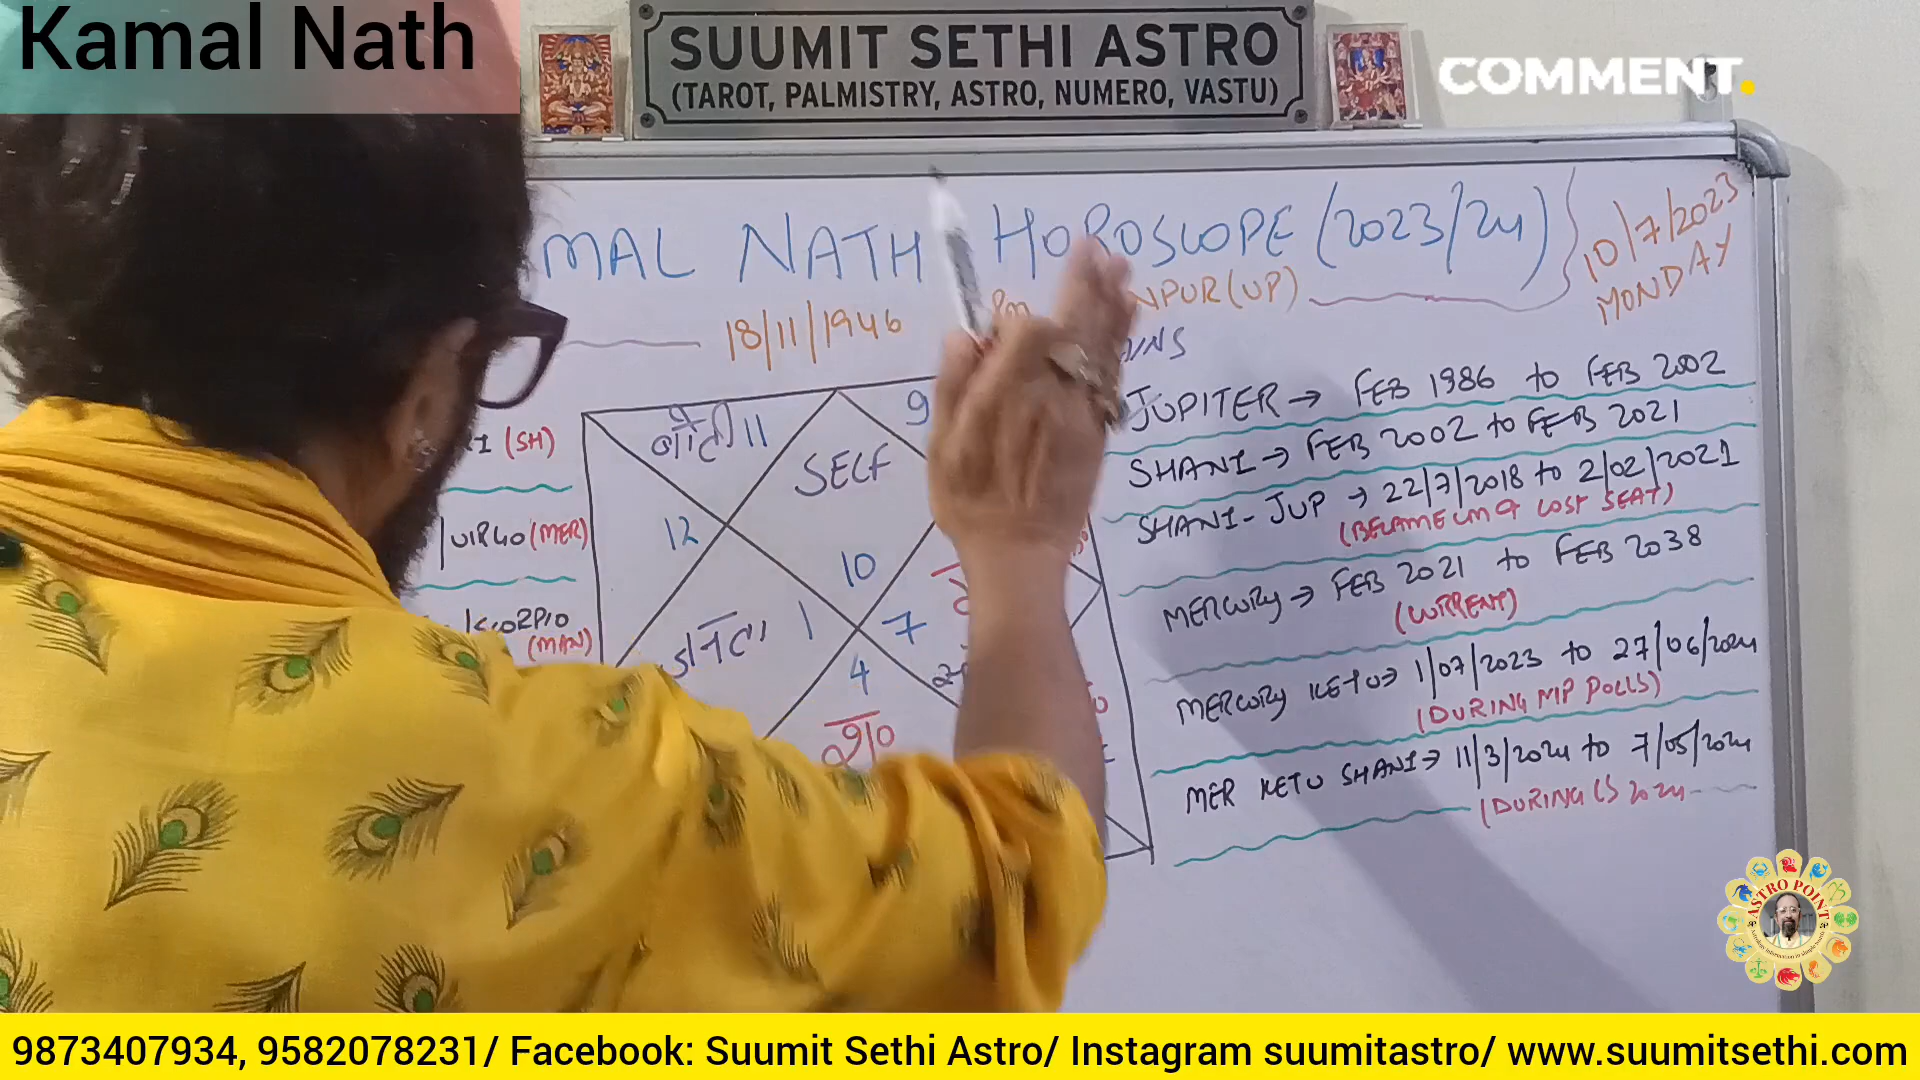 Kamal Nath
SUUMIT SETHI ASTRO
(TAROT, PALMISTRY, ASTRO, NUMERO, VASTU)
COMMENT.
MAL NATH HOROSCOPE (2023/24)
10/7/2023
MONDAY
18/11/1946 Pm NPUR (UP)
INS
JUPITER → FEB 1986 to FEB 2002
SHANI → FEB 2002 to FEB 2021
SHANI - JUP → 22/7/2018 to 2/02/2021
(BECAME CM & LOST SEAT)
MERCURY → FEB 2021 to FEB 2038
(CURRENT)
MERCURY KETU → 1/07/2023 to 27/06/2024
(DURING MP POLLS)
MER KETU SHANI → 11/3/2024 to 7/05/2024
(DURING LS 2024
I (SH)
VIRGO (MER)
SCORPIO
(MAN)
11
9
SELF
12
10
जनता 1
7
4
श०
ASTRO POINT
9873407934, 9582078231/ Facebook: Suumit Sethi Astro/ Instagram suumitastro/ www.suumitsethi.com